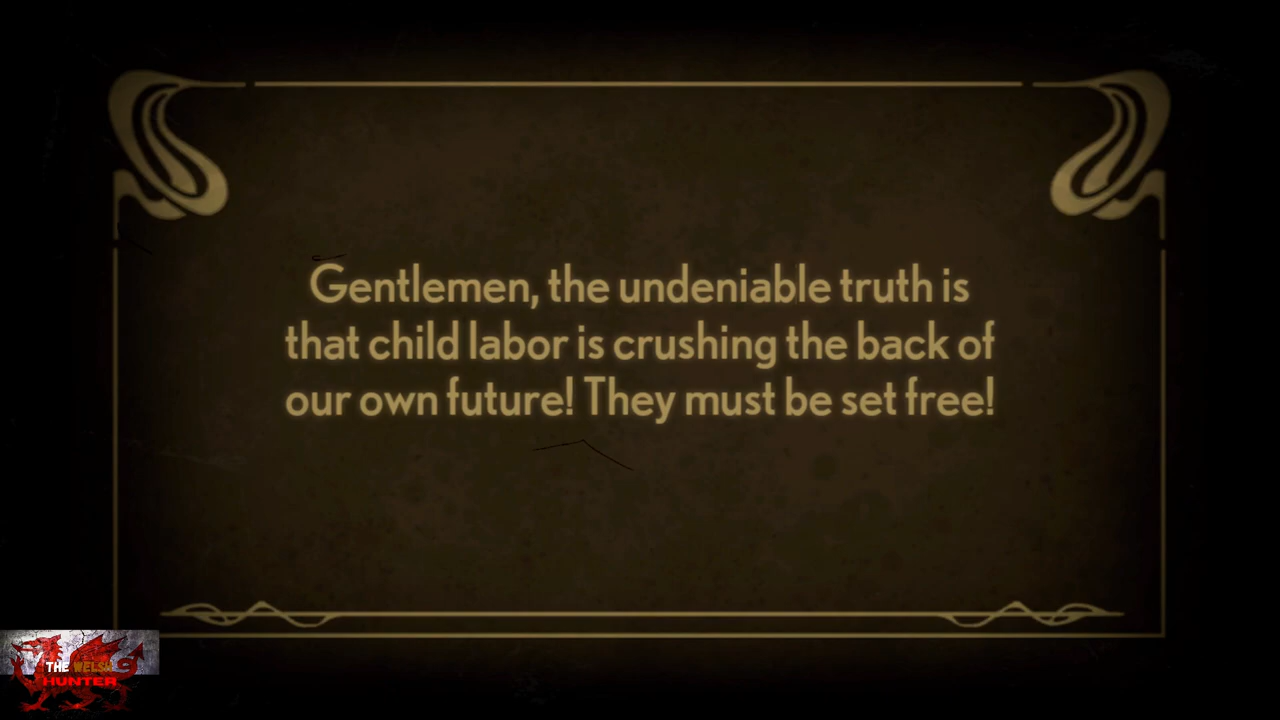 Gentlemen, the undeniable truth is
that child labor is crushing the back of
our own future! They must be set free!
THE WELSH
HUNTER